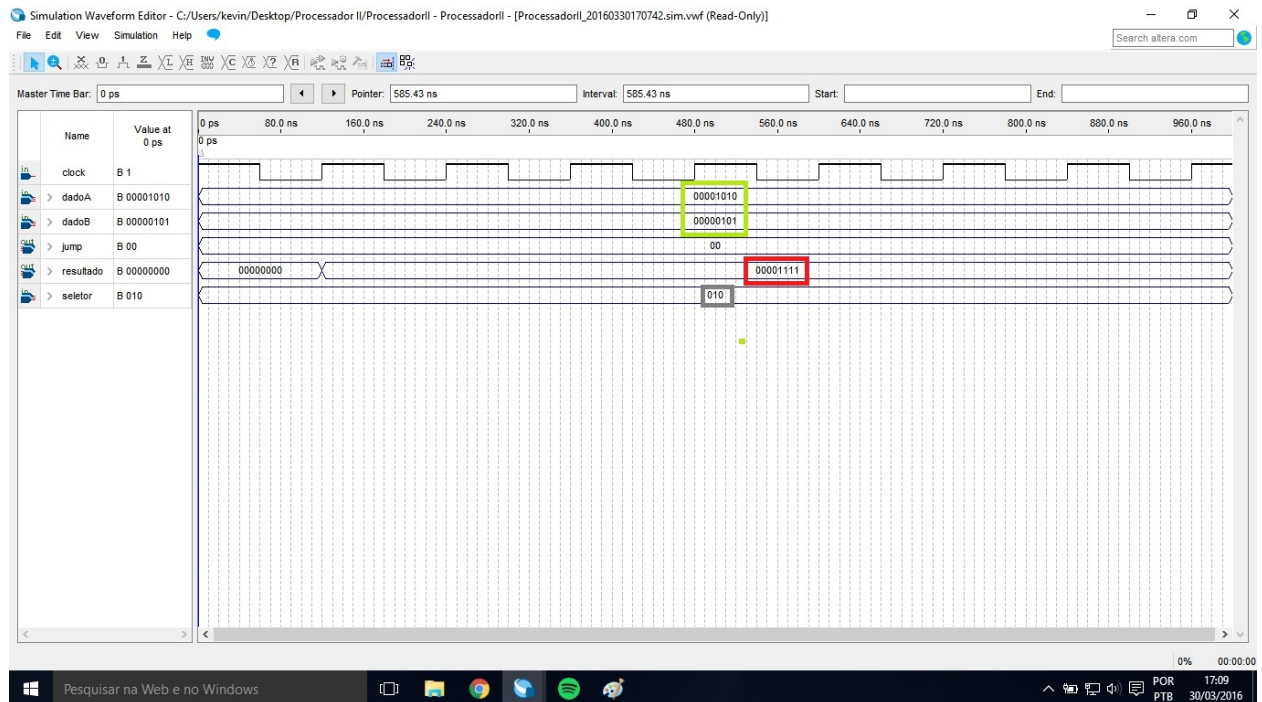 Simulation Waveform Editor - C:/Users/kevin/Desktop/Processador II/ProcessadorII - ProcessadorII - [ProcessadorII_20160330170742.sim.vwf (Read-Only)]
File Edit View Simulation Help
Search altera.com
Master Time Bar: 0 ps Pointer: 585.43 ns Interval: 585.43 ns Start: End:
Name Value at 0 ps
0 ps 80.0 ns 160.0 ns 240.0 ns 320.0 ns 400.0 ns 480.0 ns 560.0 ns 640.0 ns 720.0 ns 800.0 ns 880.0 ns 960.0 ns
0 ps
clock B 1
dadoA B 00001010 00001010
dadoB B 00000101 00000101
jump B 00 00
resultado B 00000000 00000000 00001111
seletor B 010 010
0% 00:00:00
Pesquisar na Web e no Windows
POR 17:09
PTB 30/03/2016